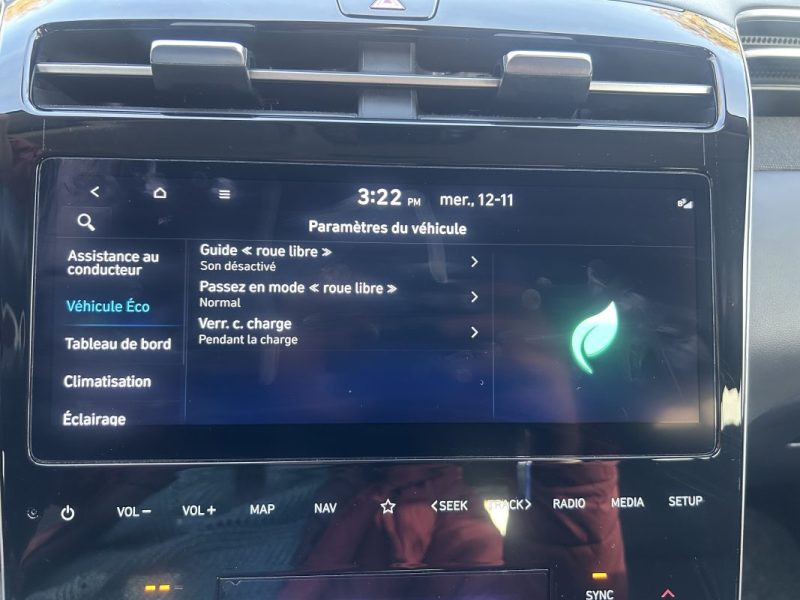 3:22 PM mer., 12-11
Paramètres du véhicule
Assistance au
conducteur
Véhicule Éco
Tableau de bord
Climatisation
Éclairage
Guide « roue libre »
Son désactivé
Passez en mode « roue libre »
Normal
Verr. c. charge
Pendant la charge
VOL− VOL+ MAP NAV <SEEK TRACK> RADIO MEDIA SETUP
SYNC